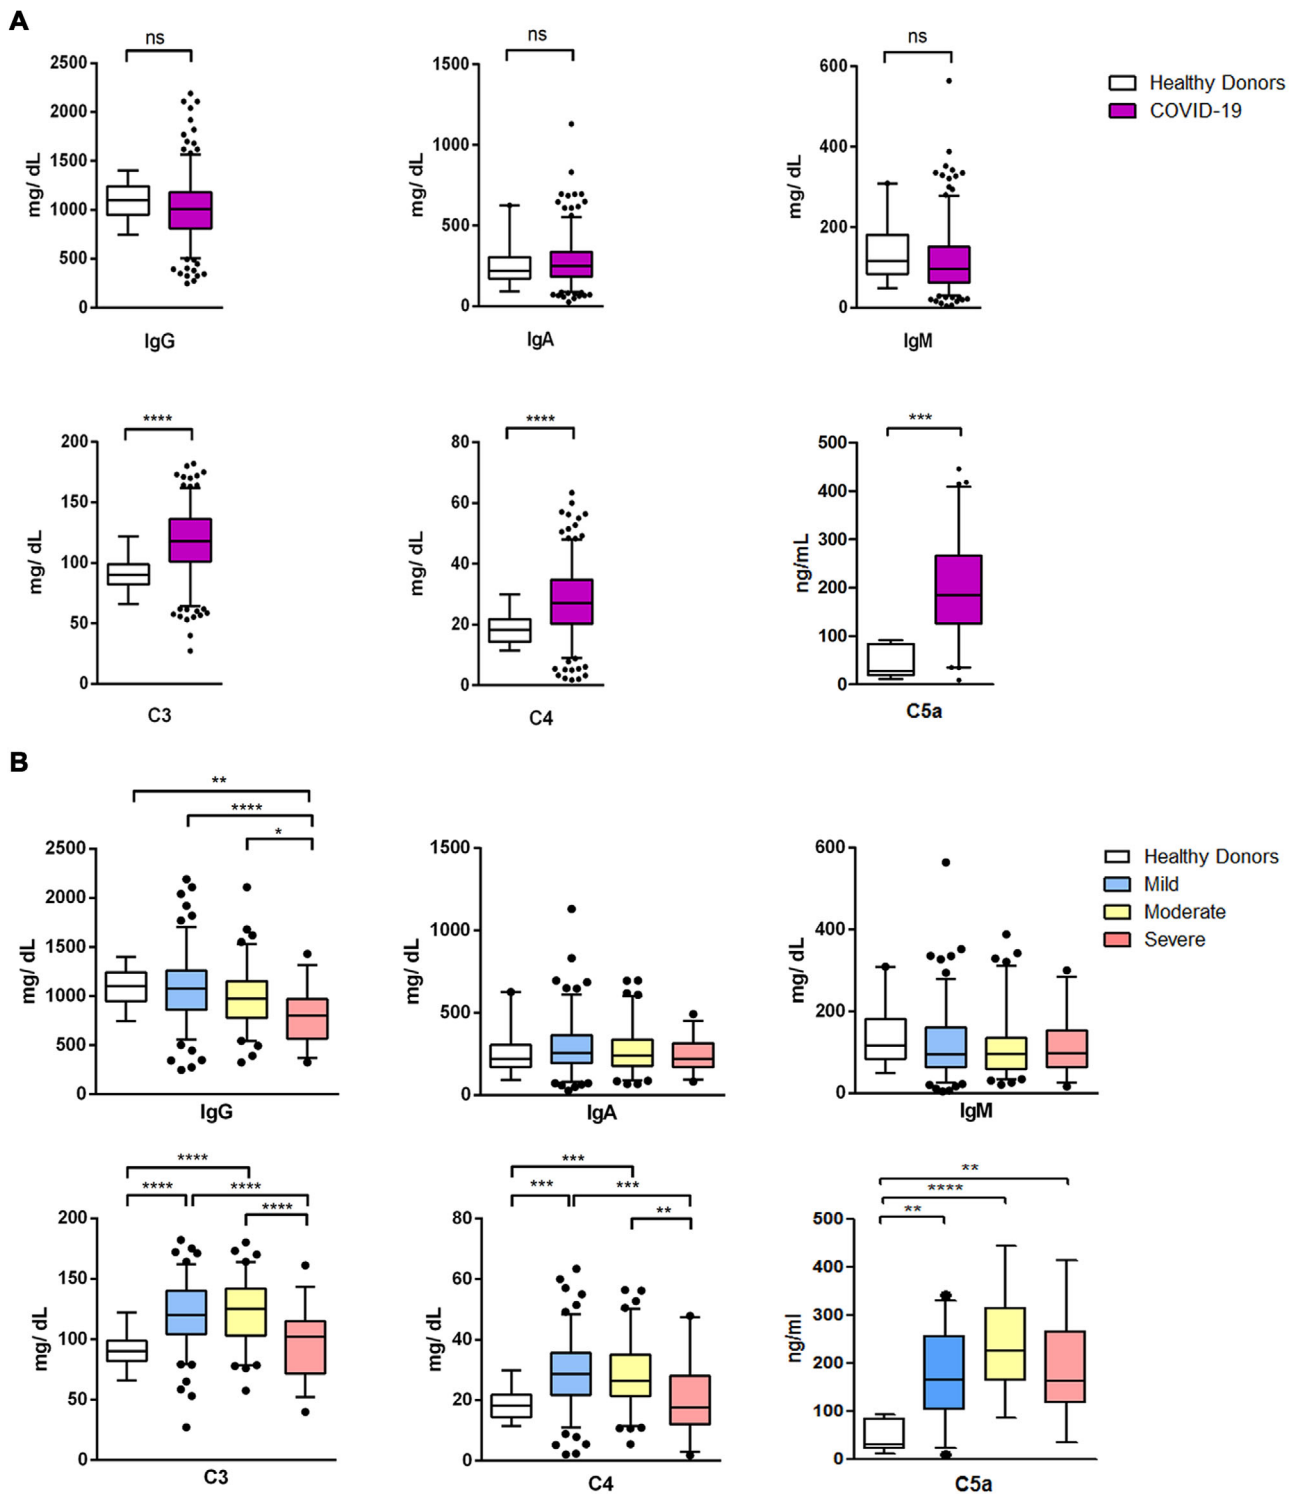 A
ns
ns
ns
2500
2000
1500
1000
500
0
mg/ dL
IgG
1500
1000
500
0
mg/ dL
IgA
600
400
200
0
mg/ dL
IgM
Healthy Donors
COVID-19
****
****
***
200
150
100
50
0
mg/ dL
C3
80
60
40
20
0
mg/ dL
C4
500
400
300
200
100
0
ng/mL
C5a
B
**
****
*
2500
2000
1500
1000
500
0
mg/ dL
IgG
1500
1000
500
0
mg/ dL
IgA
600
400
200
0
mg/ dL
IgM
Healthy Donors
Mild
Moderate
Severe
****
****
****
****
200
150
100
50
0
mg/ dL
C3
***
***
***
**
80
60
40
20
0
mg/ dL
C4
**
****
**
500
400
300
200
100
0
ng/ml
C5a